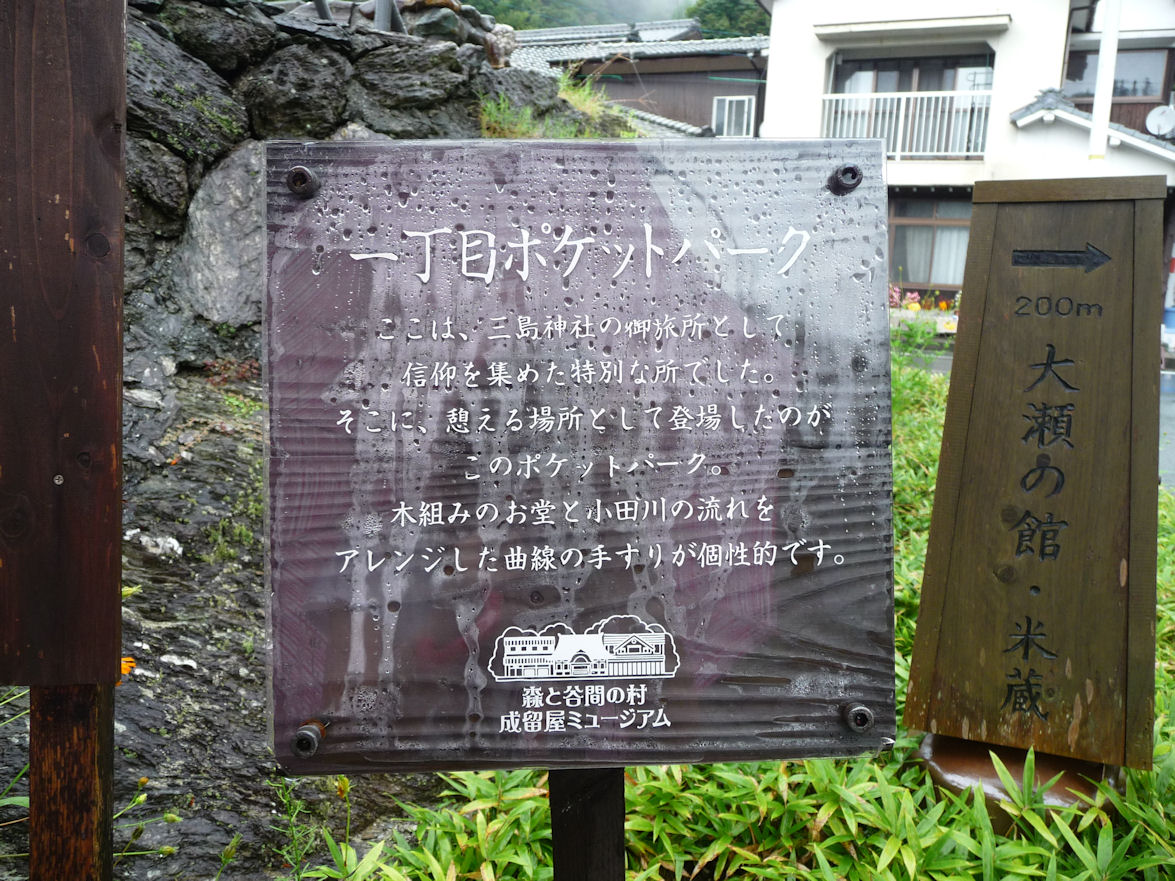 一丁目ポケットパーク
ここは、三島神社の御旅所として
信仰を集めた特別な所でした。
そこに、憩える場所として登場したのが
このポケットパーク。
木組みのお堂と小田川の流れを
アレンジした曲線の手すりが個性的です。
森と谷間の村
成留屋ミュージアム
200m
大瀬の館・米蔵